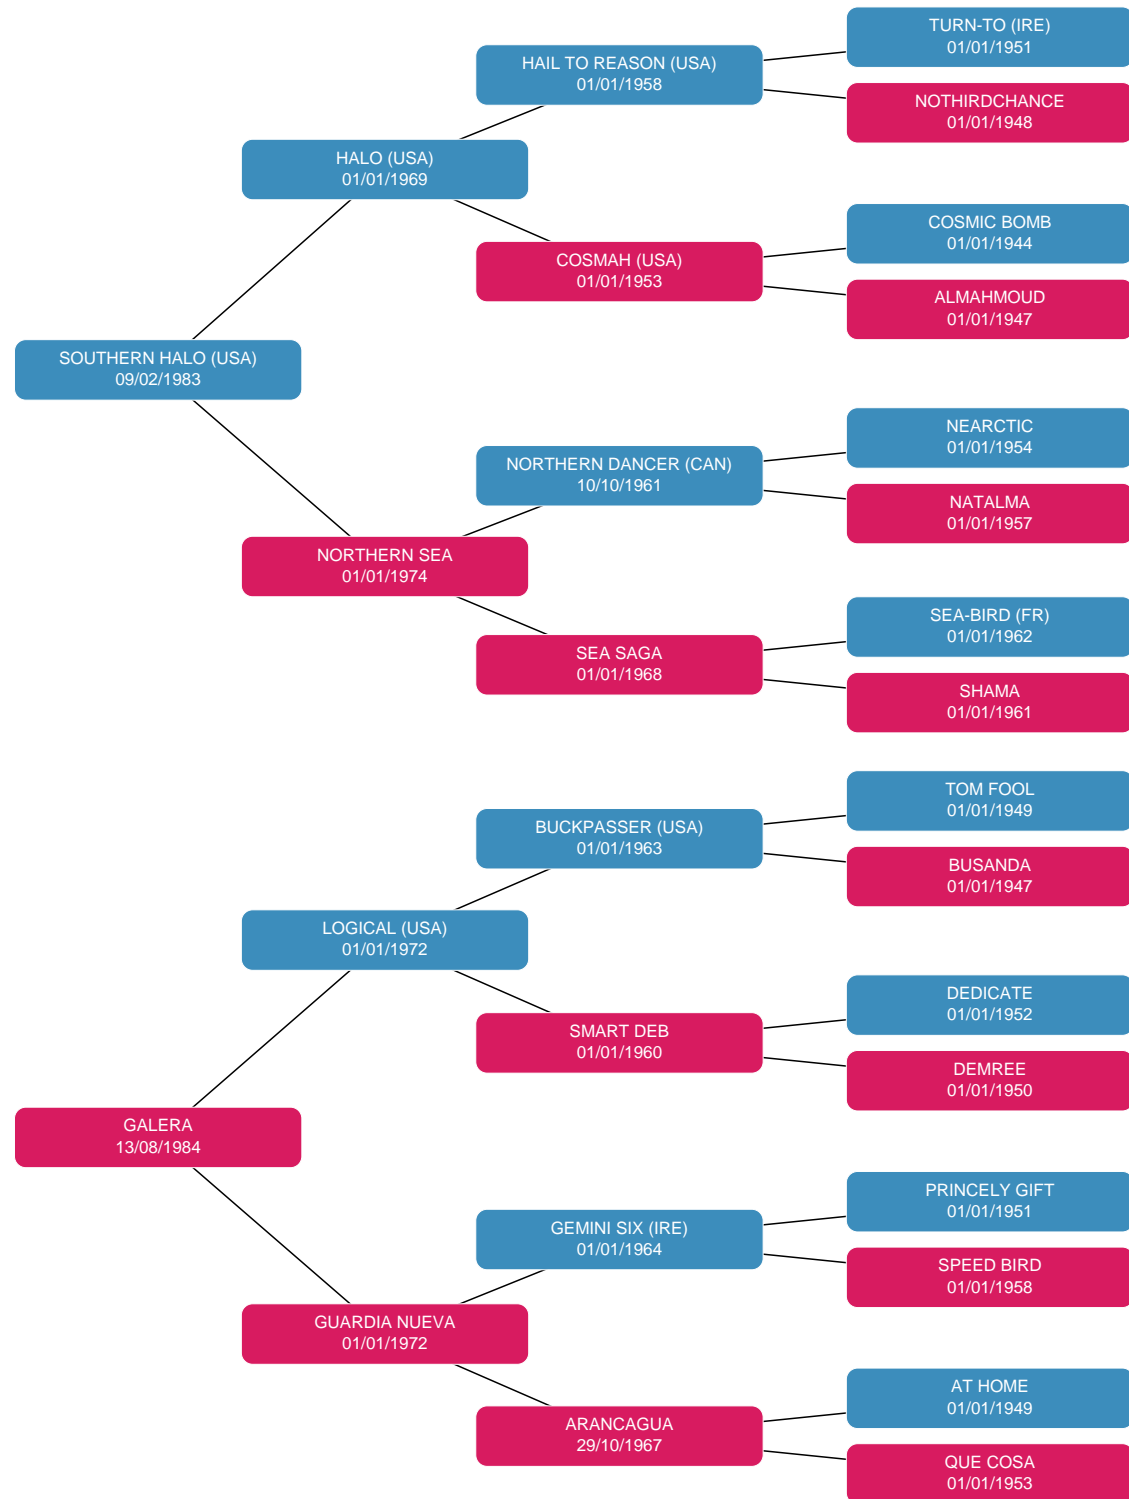 TURN-TO (IRE)
01/01/1951
HAIL TO REASON (USA)
01/01/1958
NOTHIRDCHANCE
01/01/1948
HALO (USA)
01/01/1969
COSMIC BOMB
01/01/1944
COSMAH (USA)
01/01/1953
ALMAHMOUD
01/01/1947
SOUTHERN HALO (USA)
09/02/1983
NEARCTIC
01/01/1954
NORTHERN DANCER (CAN)
10/10/1961
NATALMA
01/01/1957
NORTHERN SEA
01/01/1974
SEA-BIRD (FR)
01/01/1962
SEA SAGA
01/01/1968
SHAMA
01/01/1961
TOM FOOL
01/01/1949
BUCKPASSER (USA)
01/01/1963
BUSANDA
01/01/1947
LOGICAL (USA)
01/01/1972
DEDICATE
01/01/1952
SMART DEB
01/01/1960
DEMREE
01/01/1950
GALERA
13/08/1984
PRINCELY GIFT
01/01/1951
GEMINI SIX (IRE)
01/01/1964
SPEED BIRD
01/01/1958
GUARDIA NUEVA
01/01/1972
AT HOME
01/01/1949
ARANCAGUA
29/10/1967
QUE COSA
01/01/1953